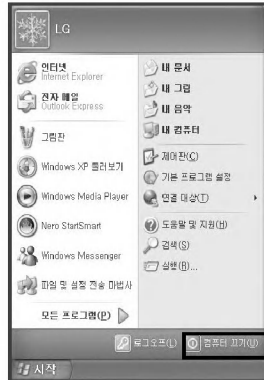 LG
인터넷
Internet Explorer
전자 메일
Outlook Express
그림판
Windows XP 둘러보기
Windows Media Player
Nero StartSmart
Windows Messenger
파일 및 설정 전송 마법사
모든 프로그램(P)
내 문서
내 그림
내 음악
내 컴퓨터
제어판(C)
기본 프로그램 설정
연결 대상(T)
도움말 및 지원(H)
검색(S)
실행(R)...
로그오프(L)
컴퓨터 끄기(U)
시작